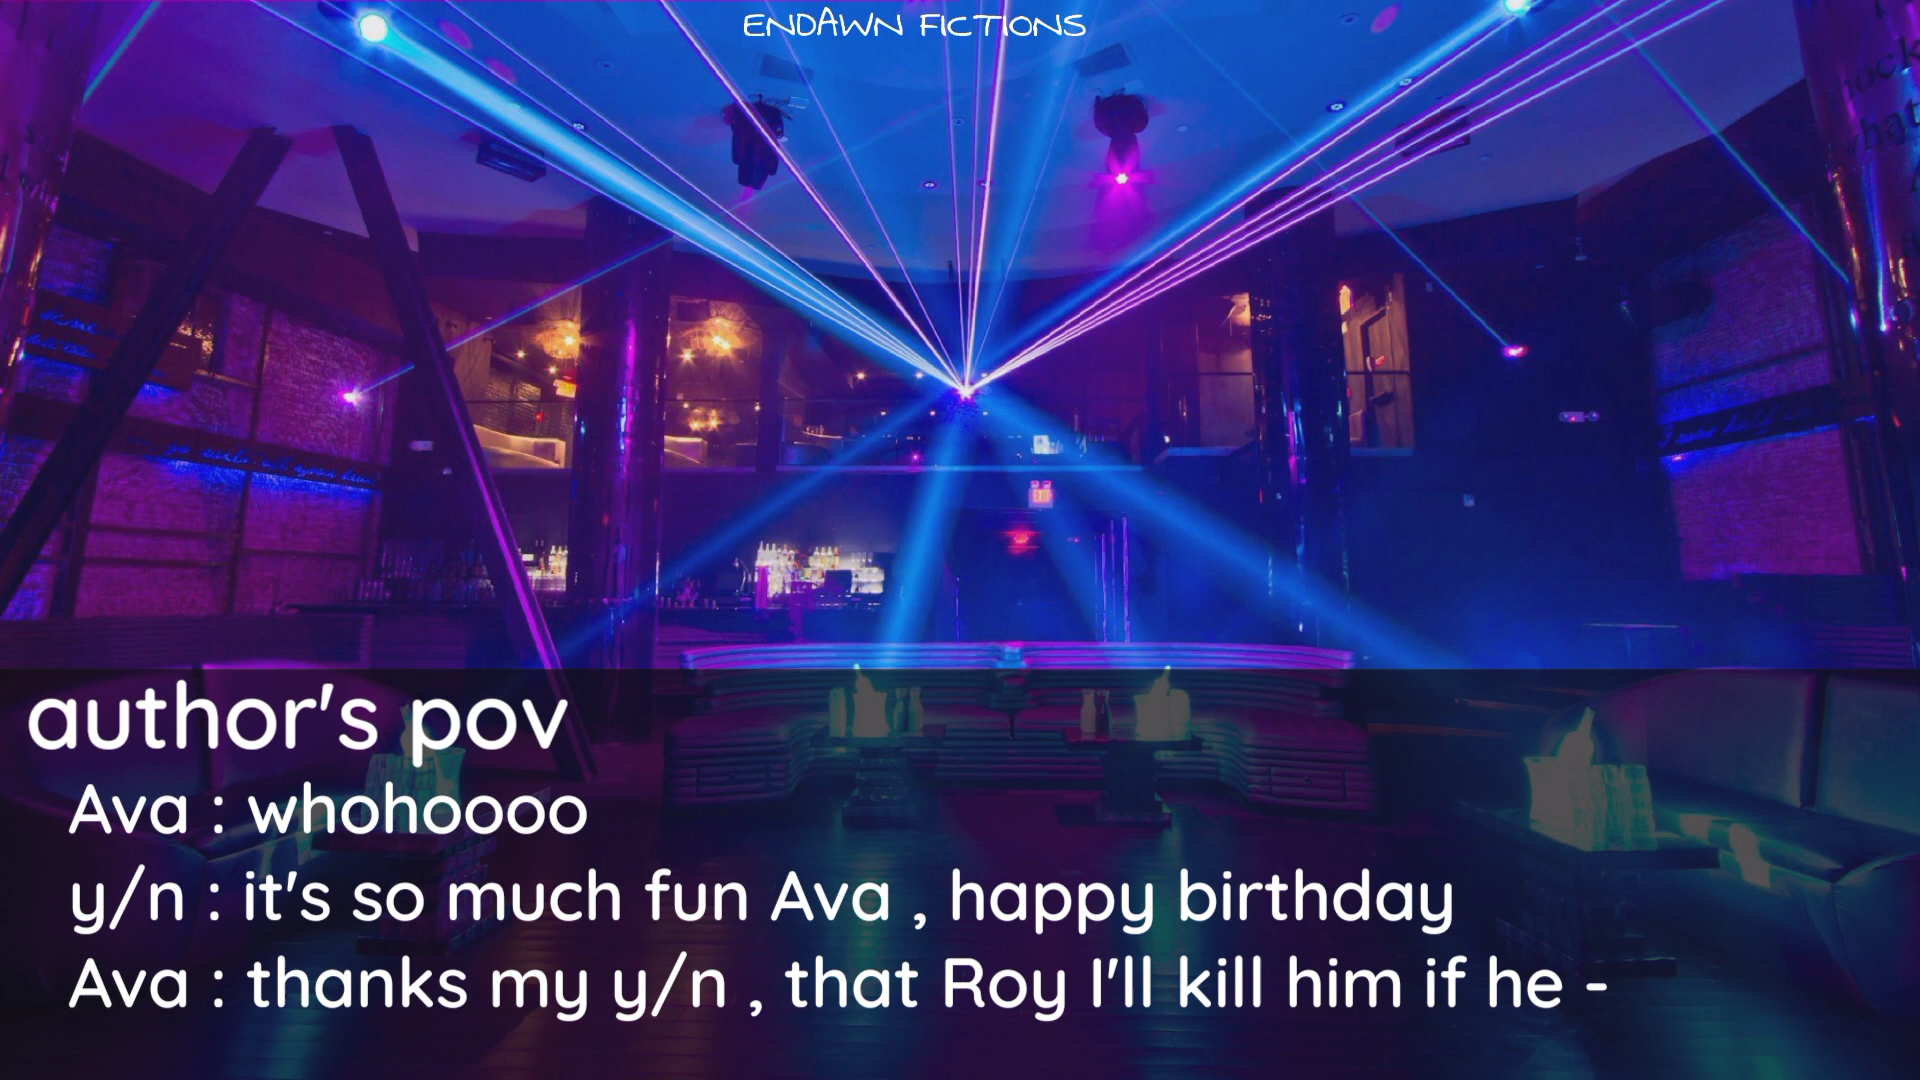 ENDAWN FICTIONS
author's pov
Ava : whohoooo
y/n : it's so much fun Ava , happy birthday
Ava : thanks my y/n , that Roy I'll kill him if he -